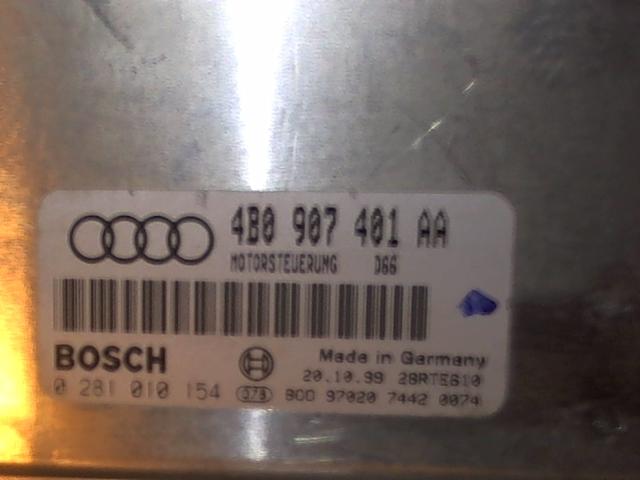 4B0 907 401 AA
MOTORSTEUERUNG D66
BOSCH
Made in Germany
20.10.99 28RTE610
0 281 010 154 378 97020 7442 0074